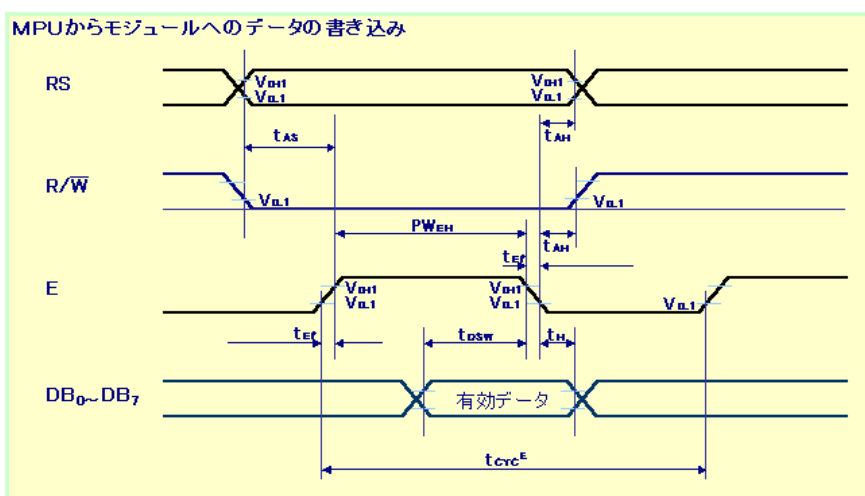 MPUからモジュールへのデータの書き込み
RS
VOH1
VOL1
VOH1
VOL1
tAS
tAH
R/W
VOL1
VOL1
PWEH
tAH
tEf
E
VOH1
VOL1
VOH1
VOL1
VOL1
tEr
tDSW
tH
DB0~DB7
有効データ
tCYCE